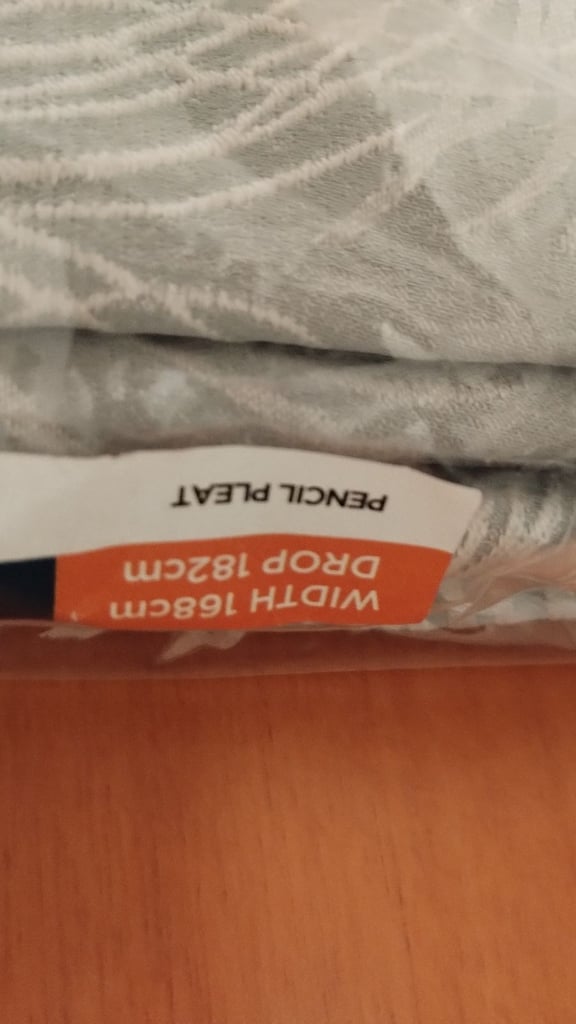 WIDTH 168cm
DROP 182cm
PENCIL PLEAT